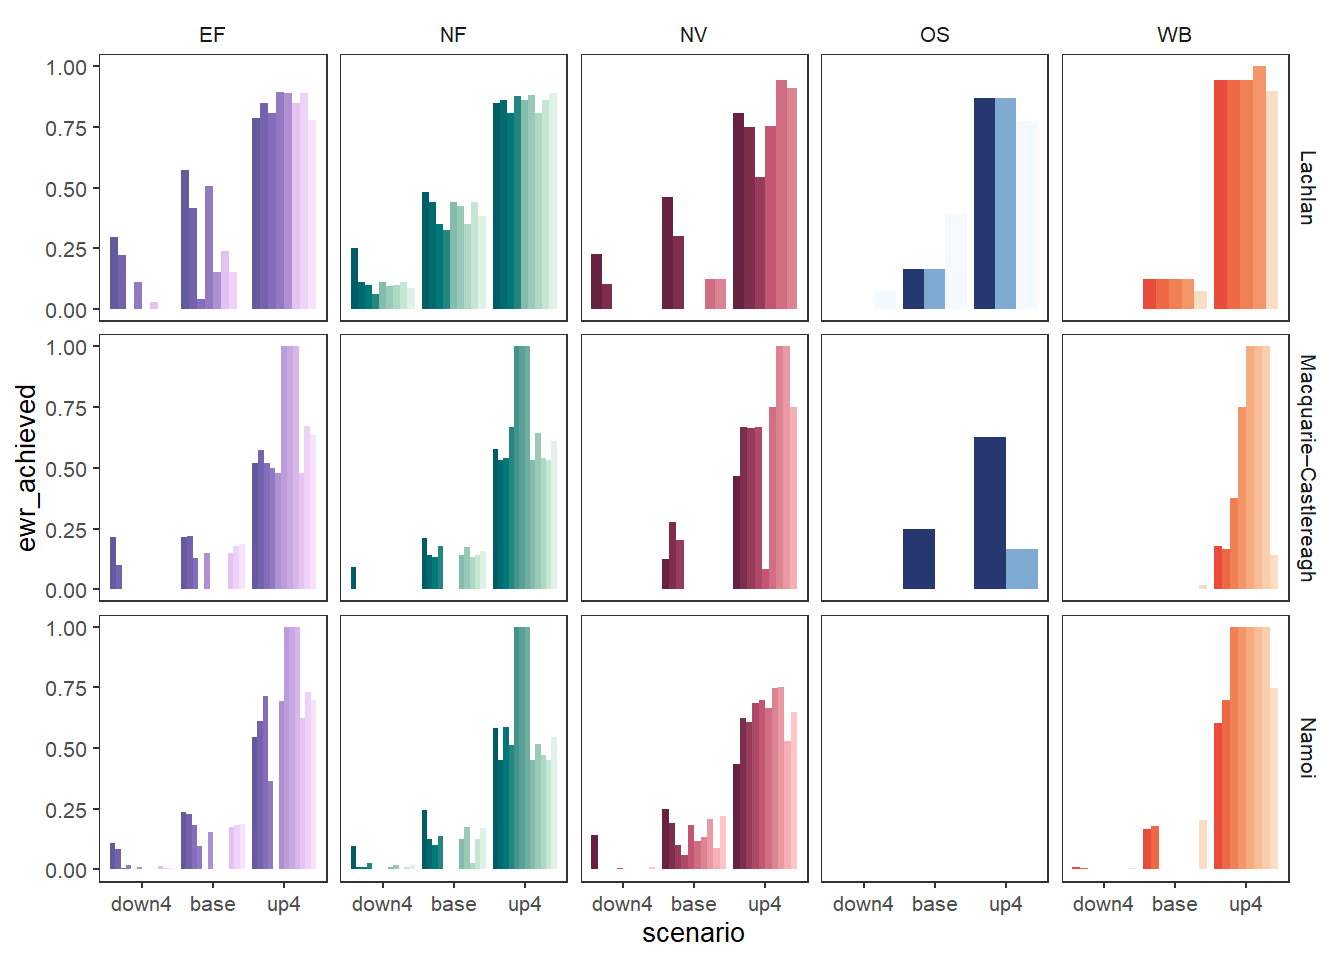 EF NF NV OS WB
1.00
0.75
0.50
0.25
0.00
Lachlan
ewr_achieved
1.00
0.75
0.50
0.25
0.00
Macquarie–Castlereagh
1.00
0.75
0.50
0.25
0.00
Namoi
down4 base up4 down4 base up4 down4 base up4 down4 base up4 down4 base up4
scenario